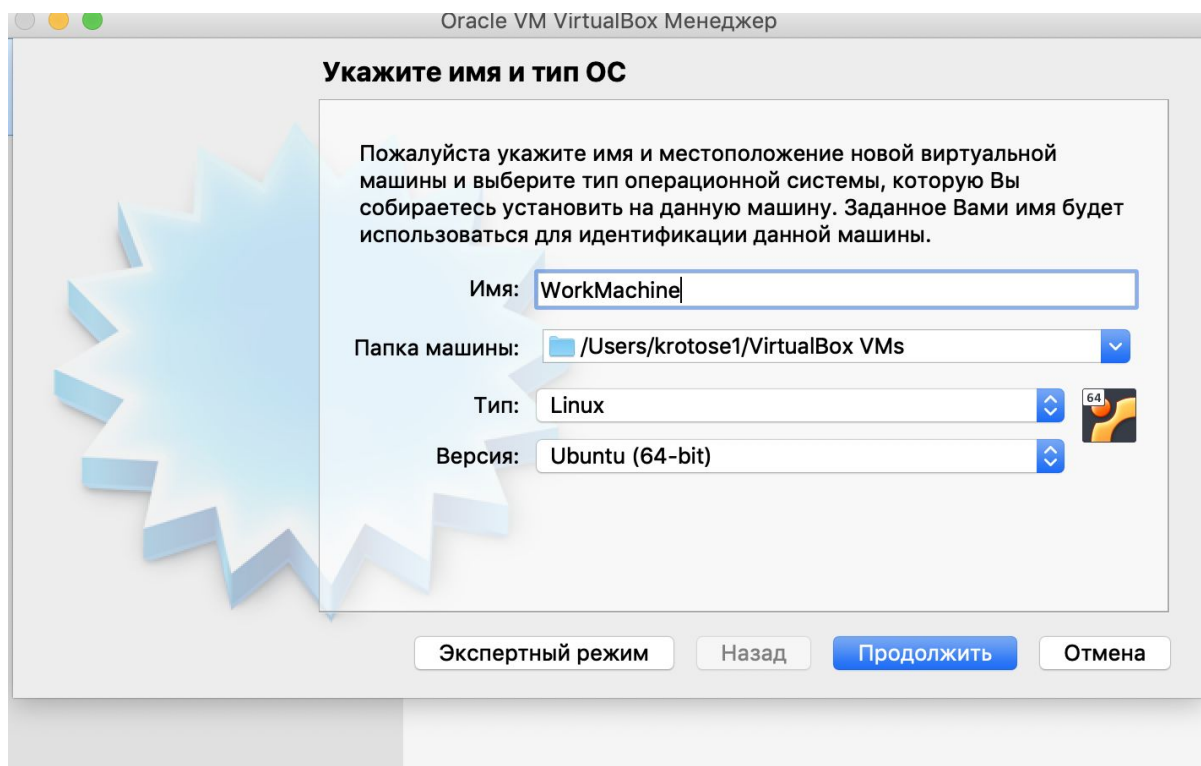 Oracle VM VirtualBox Менеджер
Укажите имя и тип ОС
Пожалуйста укажите имя и местоположение новой виртуальной
машины и выберите тип операционной системы, которую Вы
собираетесь установить на данную машину. Заданное Вами имя будет
использоваться для идентификации данной машины.
Имя: WorkMachine
Папка машины: /Users/krotose1/VirtualBox VMs
Тип: Linux
64
Версия: Ubuntu (64-bit)
Экспертный режим Назад Продолжить Отмена